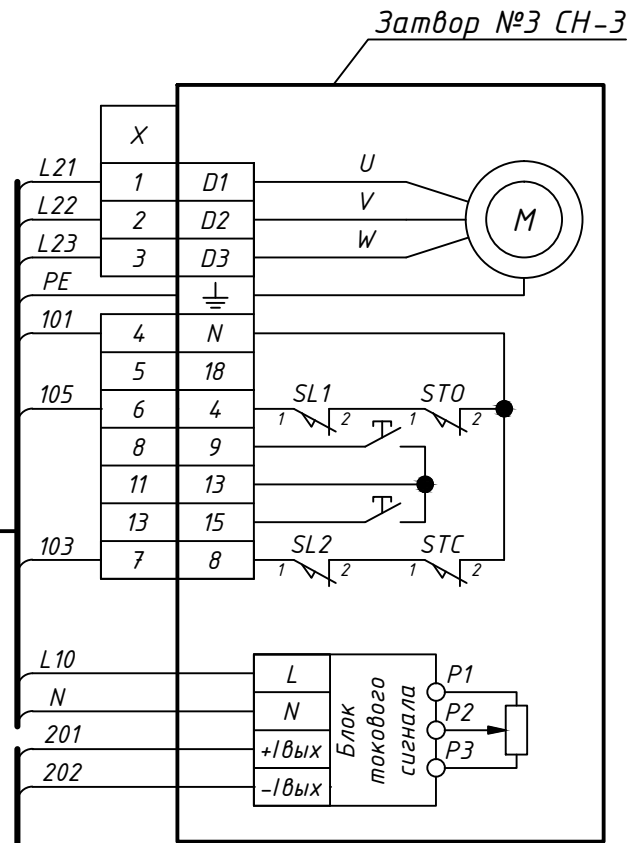 Затвор №3 СН-3
X
L21 1 D1 U
L22 2 D2 V M
L23 3 D3 W
PE
101 4 N
5 18
105 6 4 1 SL1 2 1 STO 2
8 9
11 13
13 15
103 7 8 1 SL2 2 1 STC 2
L10 L P1
N N P2
201 +Iвых P3
202 -Iвых
Блок
токового
сигнала